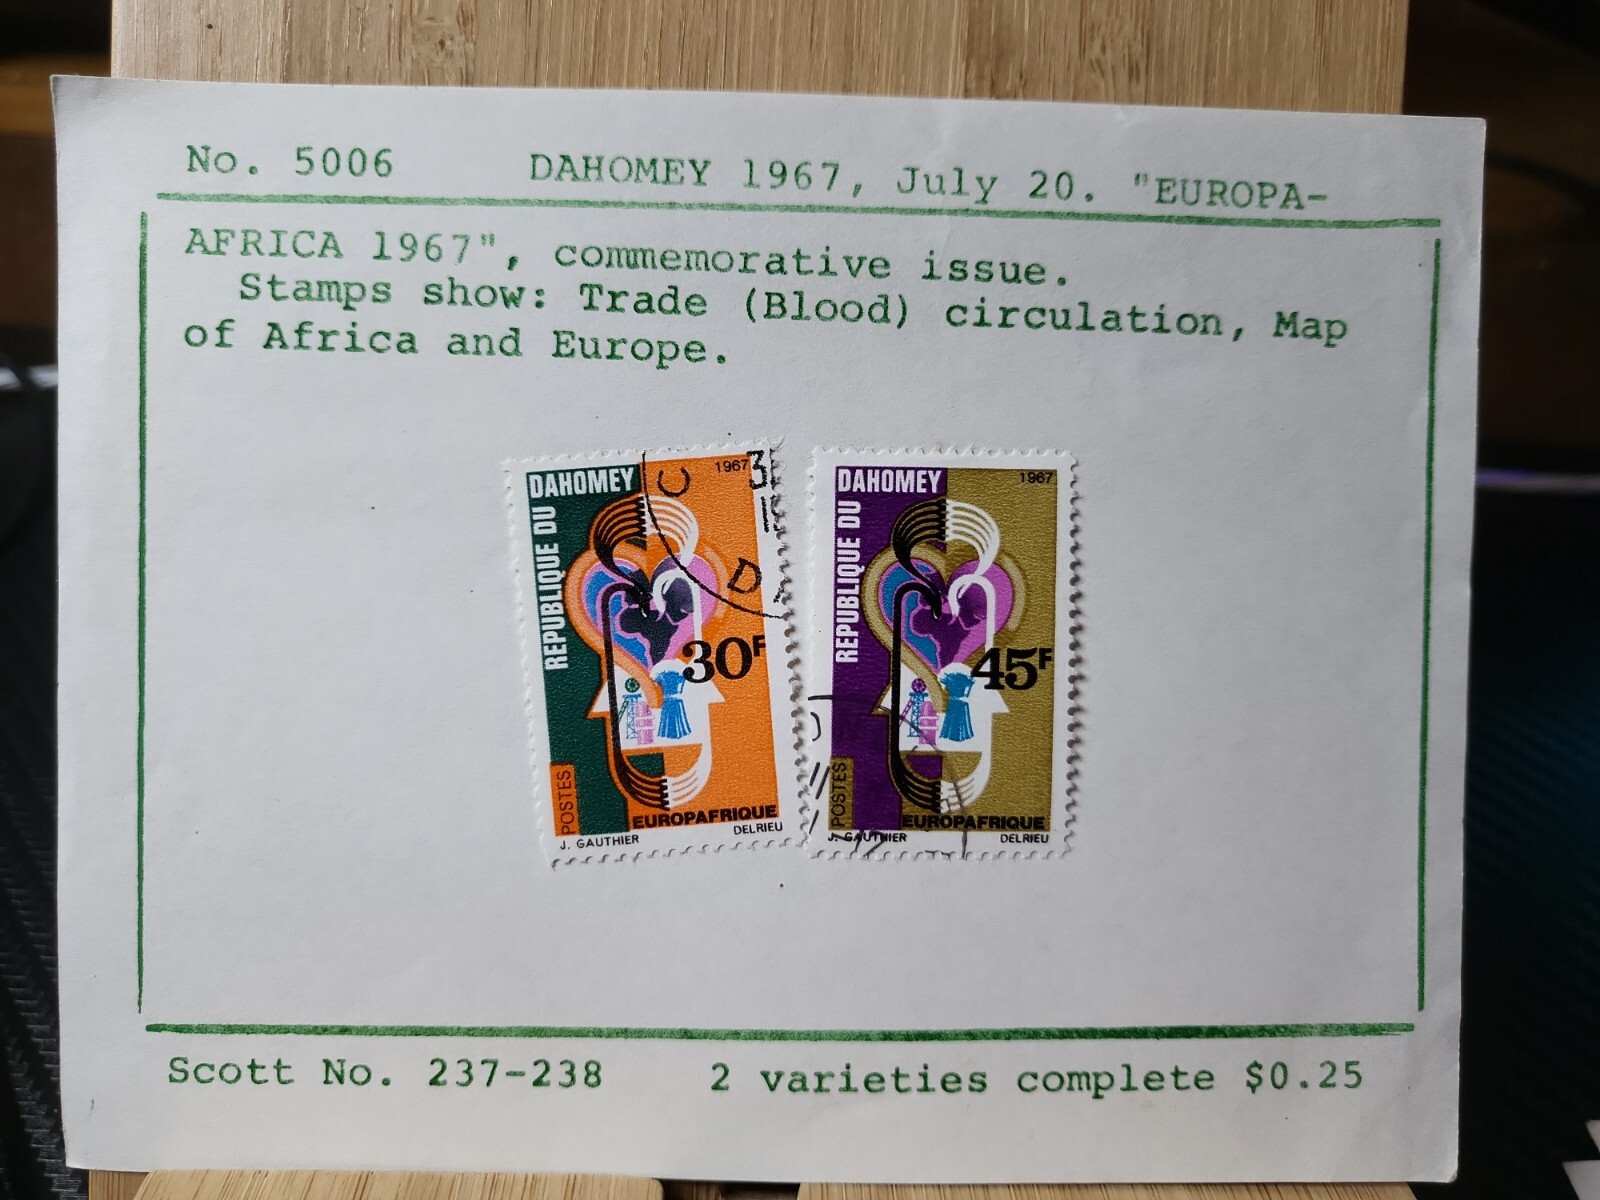 No. 5006 DAHOMEY 1967, July 20. "EUROPA-
AFRICA 1967", commemorative issue.
Stamps show: Trade (Blood) circulation, Map
of Africa and Europe.
DAHOMEY
1967
REPUBLIQUE DU
30F
POSTES
EUROPAFRIQUE
J. GAUTHIER DELRIEU
DAHOMEY
1967
REPUBLIQUE DU
45F
POSTES
EUROPAFRIQUE
J. GAUTHIER DELRIEU
Scott No. 237-238 2 varieties complete $0.25